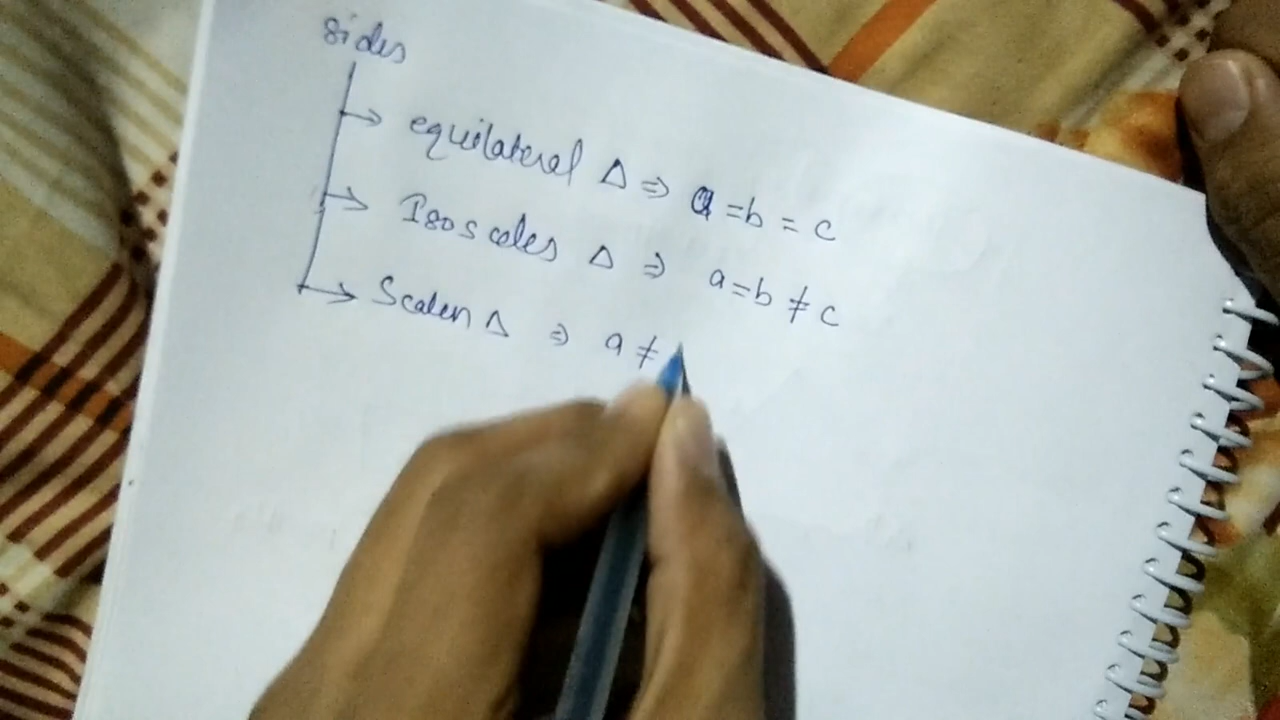 sides
→ equilateral Δ ⇒ a = b = c
→ Isosceles Δ ⇒ a = b ≠ c
→ Scalen Δ ⇒ a ≠